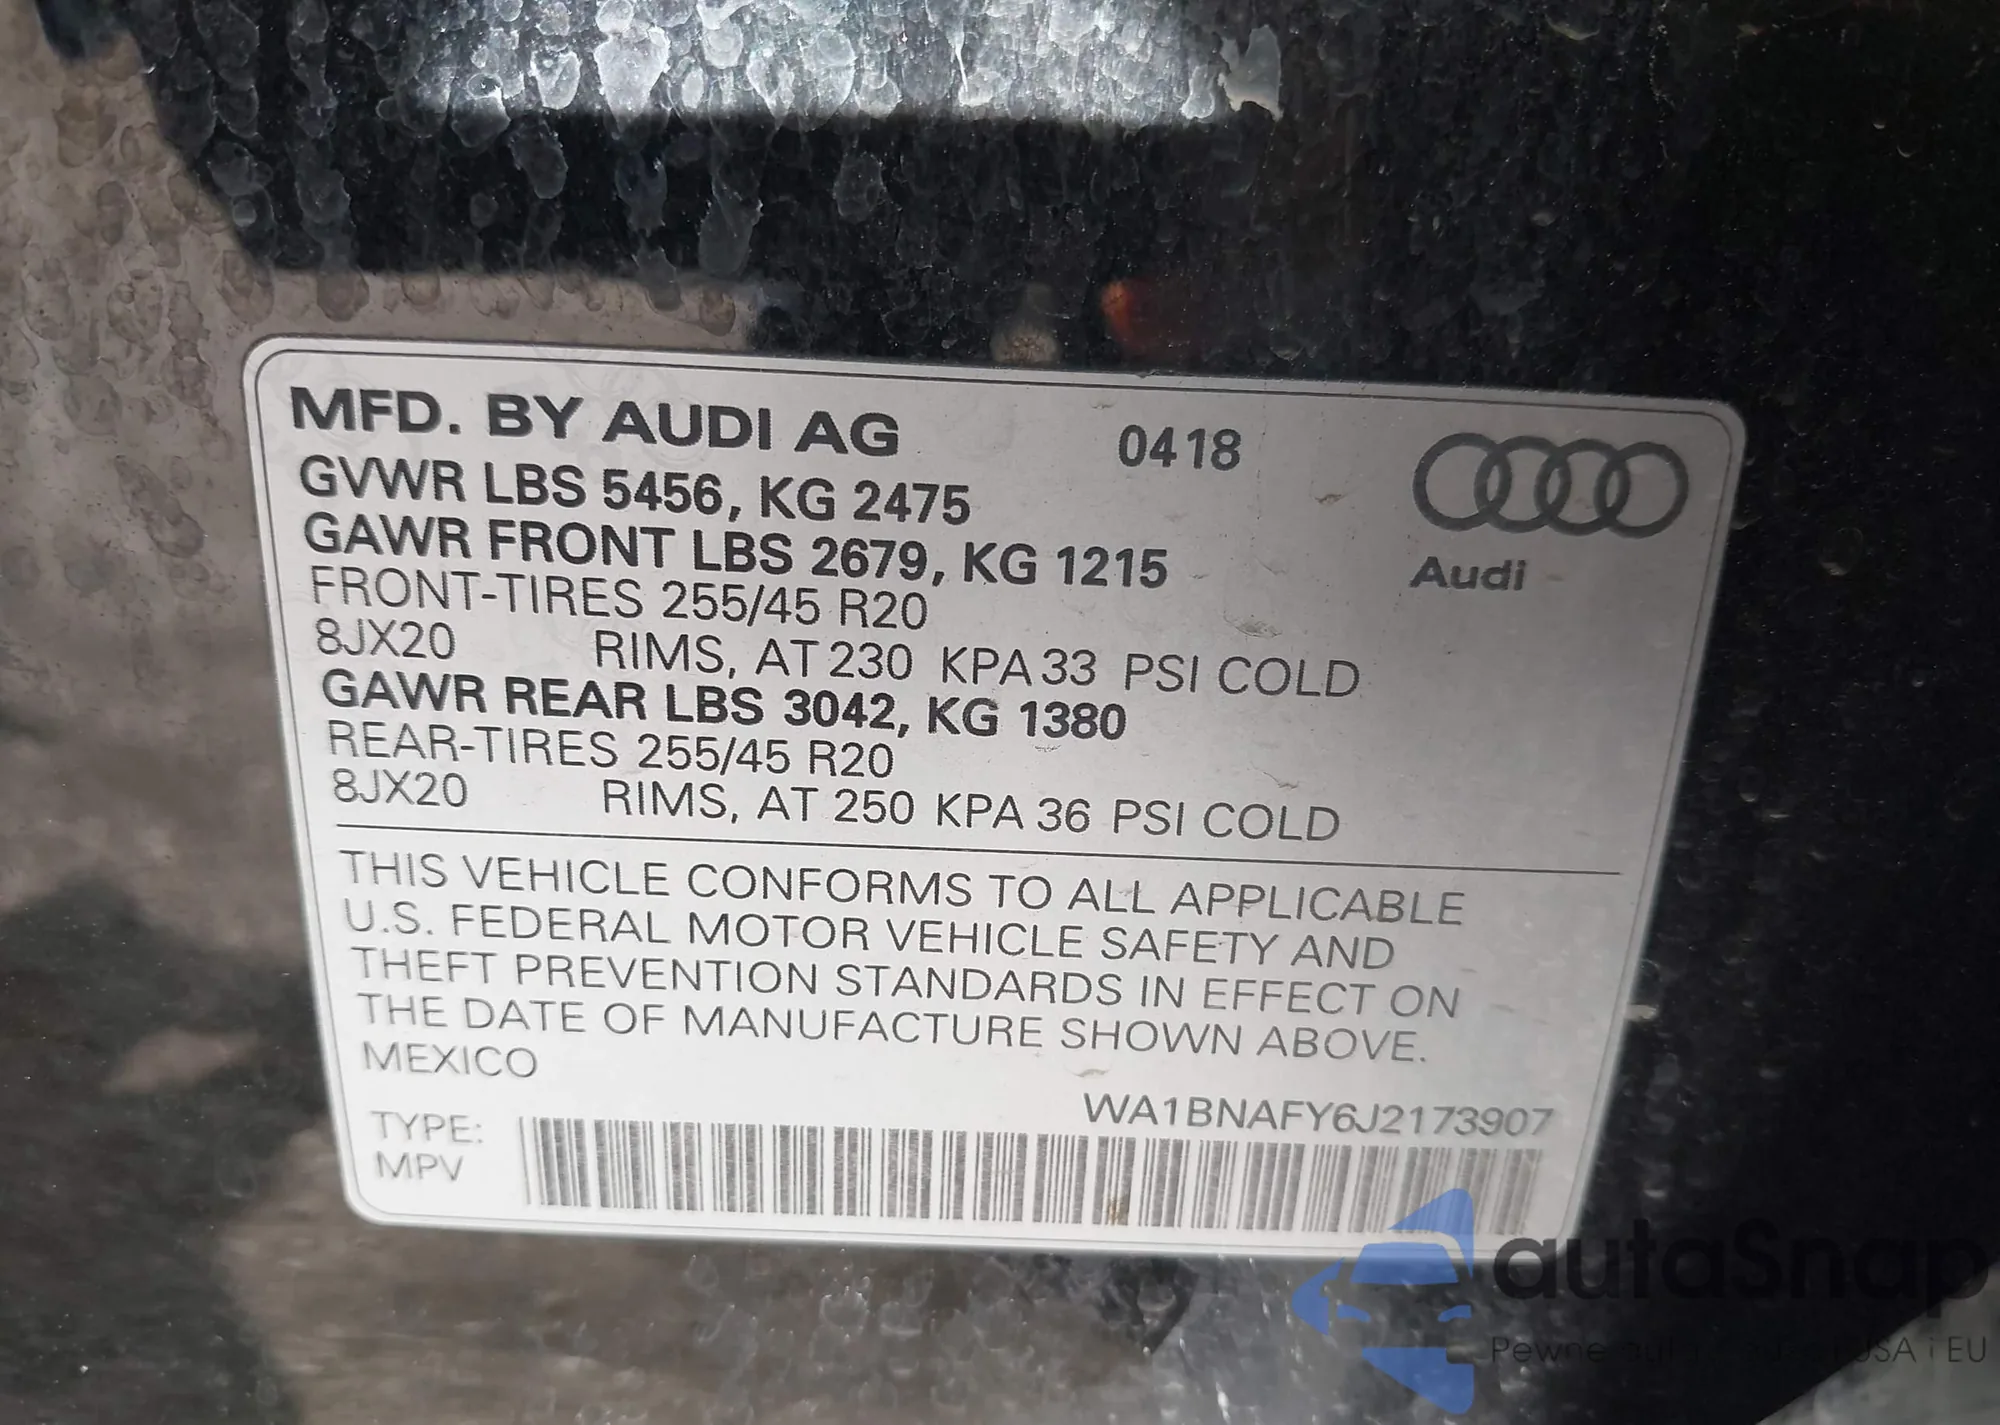 MFD. BY AUDI AG 0418
GVWR LBS 5456, KG 2475
GAWR FRONT LBS 2679, KG 1215
FRONT-TIRES 255/45 R20
8JX20 RIMS, AT 230 KPA 33 PSI COLD
GAWR REAR LBS 3042, KG 1380
REAR-TIRES 255/45 R20
8JX20 RIMS, AT 250 KPA 36 PSI COLD
Audi
THIS VEHICLE CONFORMS TO ALL APPLICABLE
U.S. FEDERAL MOTOR VEHICLE SAFETY AND
THEFT PREVENTION STANDARDS IN EFFECT ON
THE DATE OF MANUFACTURE SHOWN ABOVE.
MEXICO
WA1BNAFY6J2173907
TYPE:
MPV
autaSnap
Pewne USA i EU